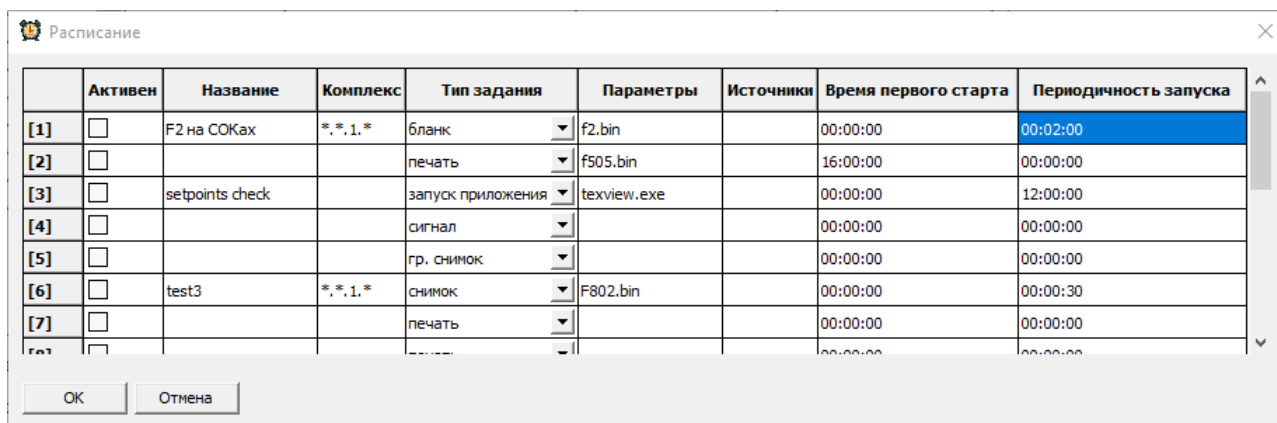 Расписание
Активен Название Комплекс Тип задания Параметры Источники Время первого старта Периодичность запуска
[1] F2 на СОКах *.*.1.* бланк f2.bin 00:00:00 00:02:00
[2] печать f505.bin 16:00:00 00:00:00
[3] setpoints check запуск приложения texview.exe 00:00:00 12:00:00
[4] сигнал 00:00:00 00:00:00
[5] гр. снимок 00:00:00 00:00:00
[6] test3 *.*.1.* снимок F802.bin 00:00:00 00:00:30
[7] печать 00:00:00 00:00:00
OK Отмена